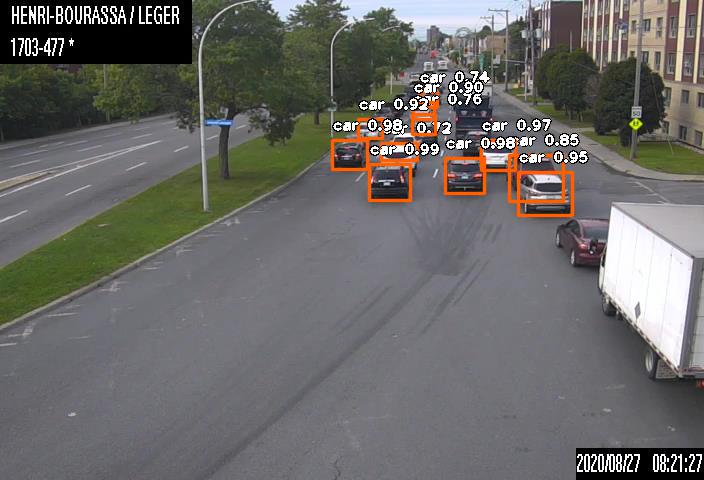 HENRI-BOURASSA / LEGER
1703-477 *
car 0.74
car 0.90
0.76
car 0.92
car 0.98
0.72
car 0.97
car 0.99
car 0.98
car 0.85
car 0.95
50
2020/08/27 08:21:27